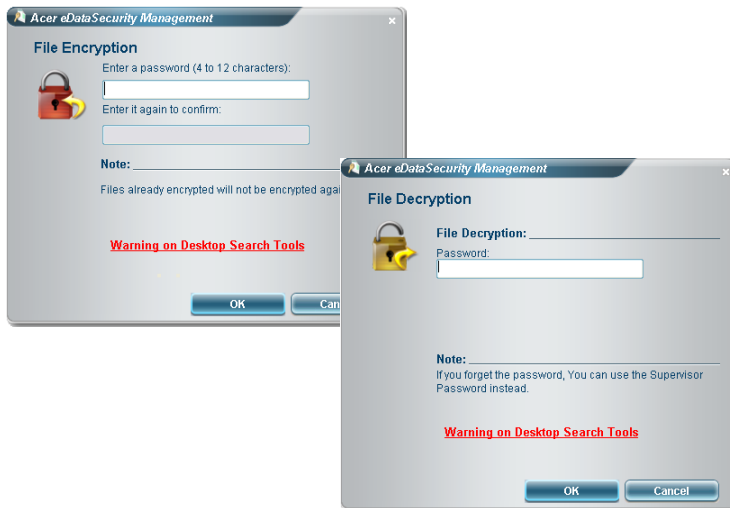 Acer eDataSecurity Management
File Encryption
Enter a password (4 to 12 characters):
Enter it again to confirm:
Note:
Files already encrypted will not be encrypted agai
Warning on Desktop Search Tools
OK
Can
Acer eDataSecurity Management
File Decryption
File Decryption:
Password:
Note:
If you forget the password, You can use the Supervisor
Password instead.
Warning on Desktop Search Tools
OK
Cancel